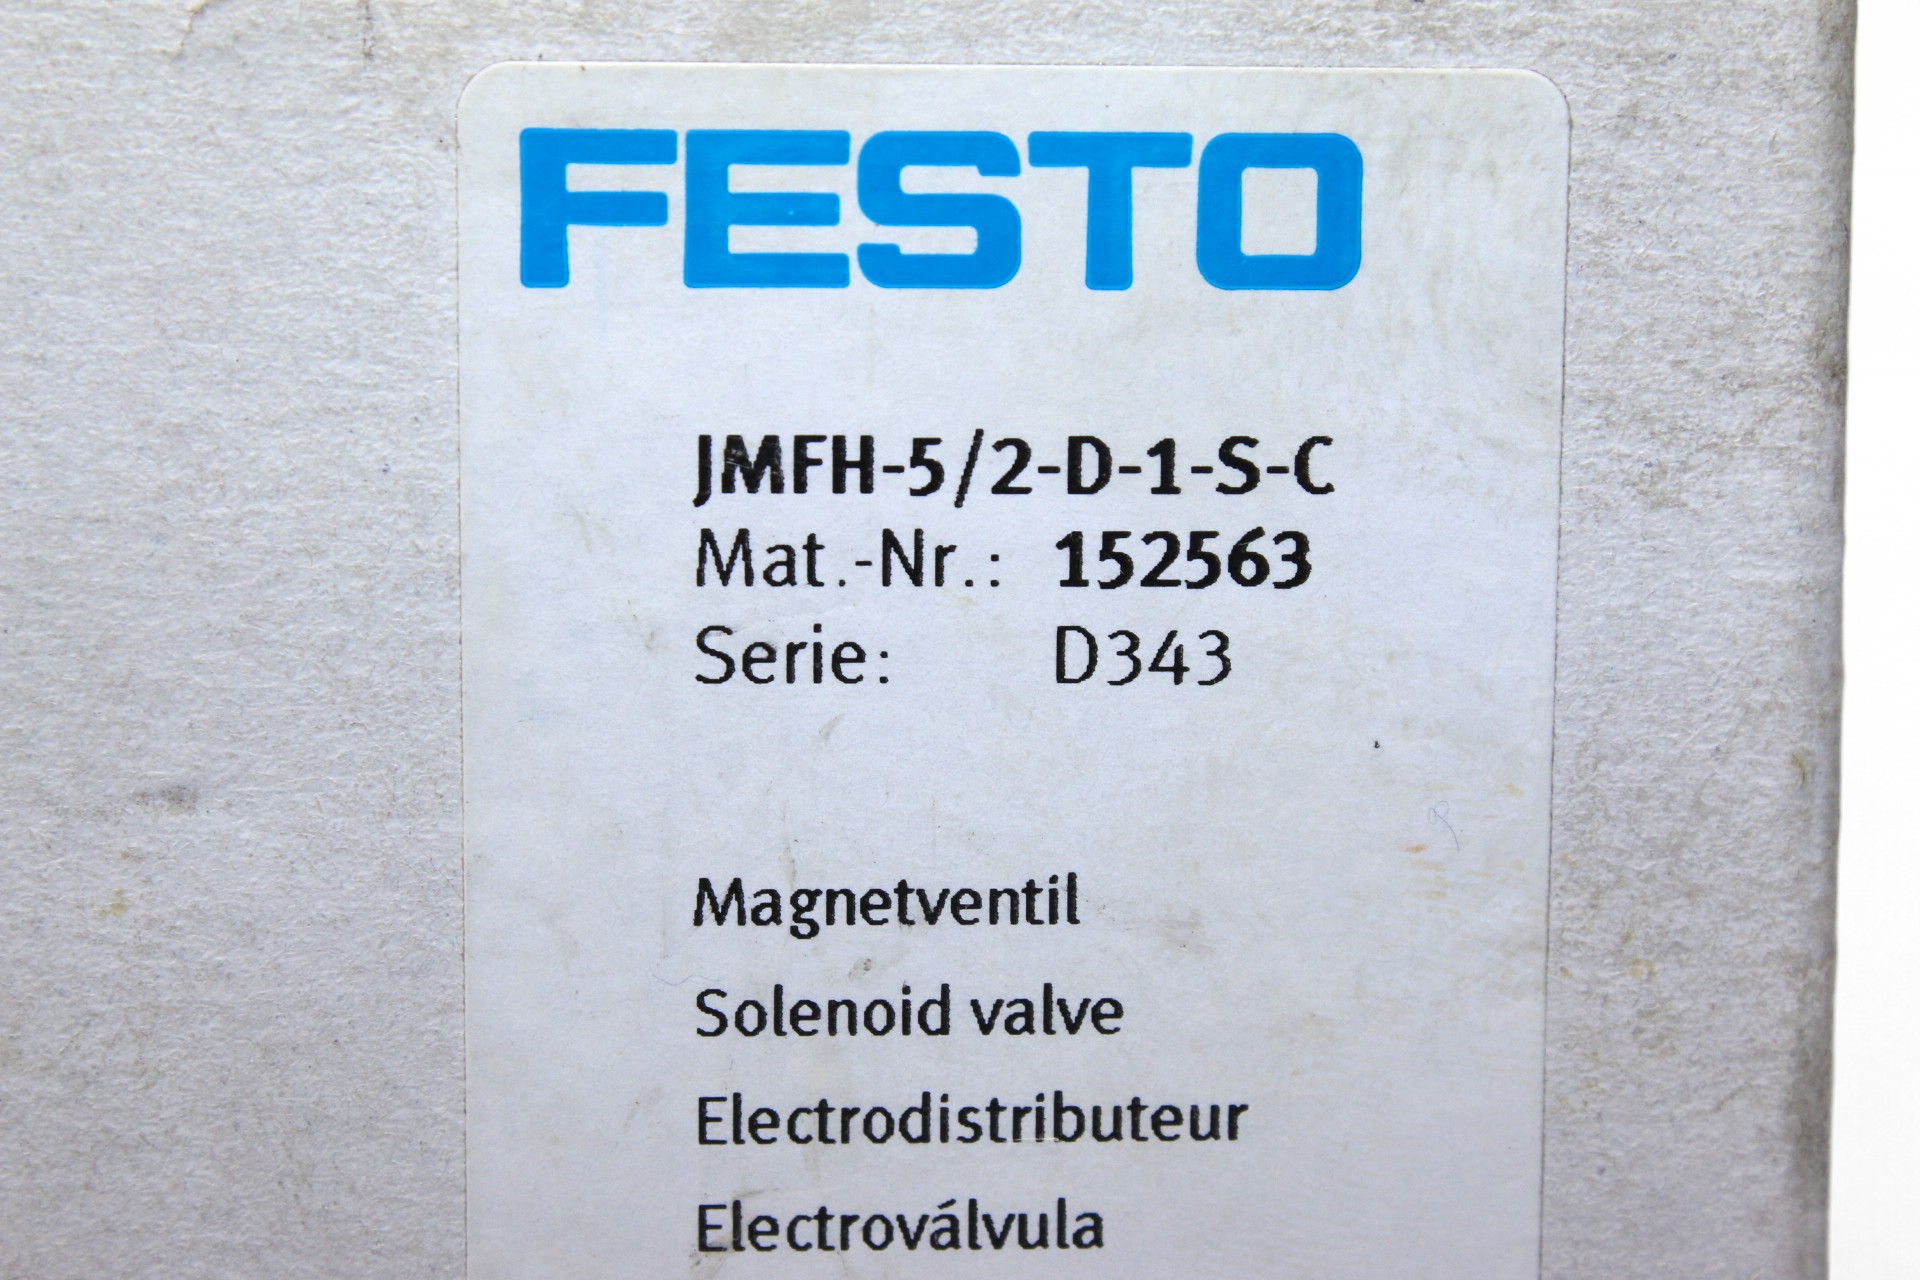 FESTO
JMFH-5/2-D-1-S-C
Mat.-Nr.: 152563
Serie: D343
Magnetventil
Solenoid valve
Electrodistributeur
Electroválvula